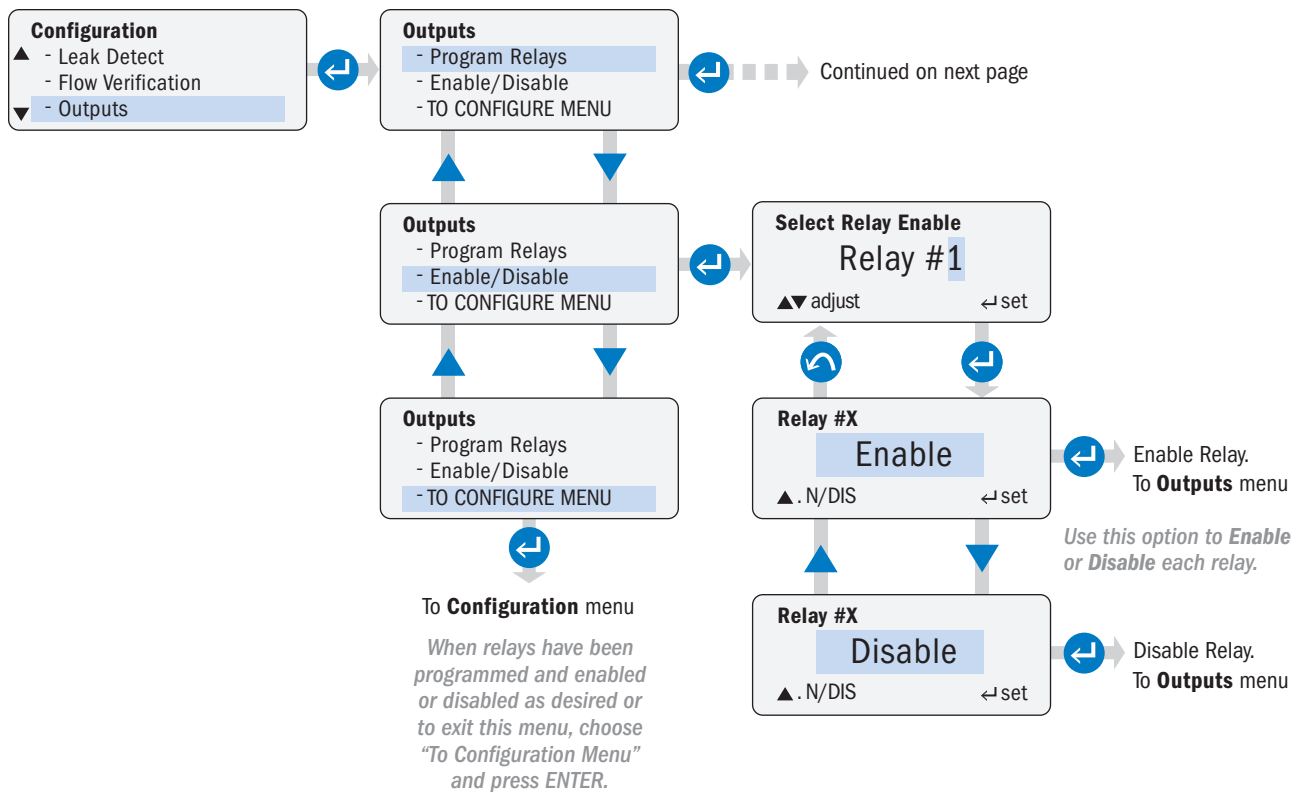 Configuration
- Leak Detect
- Flow Verification
- Outputs
Outputs
- Program Relays
- Enable/Disable
- TO CONFIGURE MENU
Continued on next page
Outputs
- Program Relays
- Enable/Disable
- TO CONFIGURE MENU
Select Relay Enable
Relay #1
▲▼ adjust
↵ set
Outputs
- Program Relays
- Enable/Disable
- TO CONFIGURE MENU
Relay #X
Enable
▲ . N/DIS
↵ set
Enable Relay.
To Outputs menu
Use this option to Enable
or Disable each relay.
To Configuration menu
When relays have been
programmed and enabled
or disabled as desired or
to exit this menu, choose
“To Configuration Menu”
and press ENTER.
Relay #X
Disable
▲ . N/DIS
↵ set
Disable Relay.
To Outputs menu